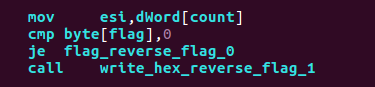 mov esi,dWord[count]
cmp byte[flag],0
je flag_reverse_flag_0
call write_hex_reverse_flag_1